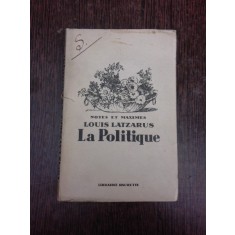 S.
NOTES ET MAXIMES
LOUIS LATZARUS
La Politique
LIBRAIRIE HACHETTE